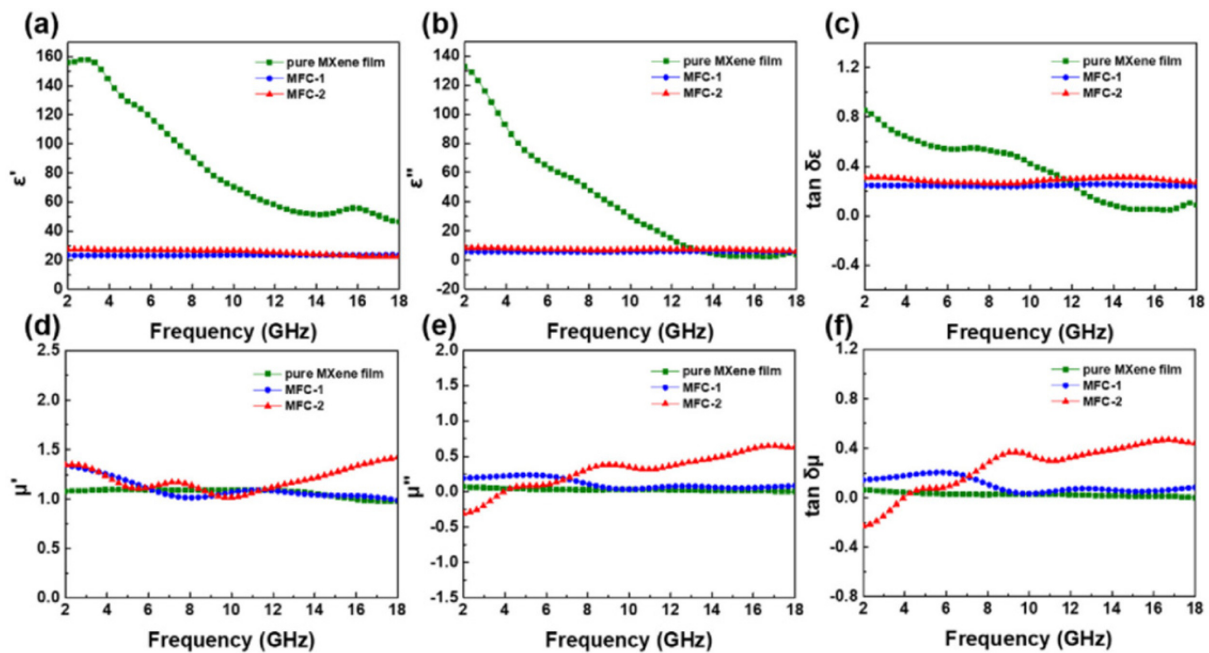 (a)
160
140
120
100
80
60
40
20
0
ε'
pure MXene film
MFC-1
MFC-2
2 4 6 8 10 12 14 16 18
Frequency (GHz)
(b)
140
120
100
80
60
40
20
0
-20
ε"
pure MXene film
MFC-1
MFC-2
2 4 6 8 10 12 14 16 18
Frequency (GHz)
(c)
1.2
0.8
0.4
0.0
-0.4
tan δε
pure MXene film
MFC-1
MFC-2
2 4 6 8 10 12 14 16 18
Frequency (GHz)
(d)
2.5
2.0
1.5
1.0
0.5
0.0
μ'
pure MXene film
MFC-1
MFC-2
2 4 6 8 10 12 14 16 18
Frequency (GHz)
(e)
2.0
1.5
1.0
0.5
0.0
-0.5
-1.0
-1.5
μ"
pure MXene film
MFC-1
MFC-2
2 4 6 8 10 12 14 16 18
Frequency (GHz)
(f)
1.2
0.8
0.4
0.0
-0.4
-0.8
tan δμ
pure MXene film
MFC-1
MFC-2
2 4 6 8 10 12 14 16 18
Frequency (GHz)